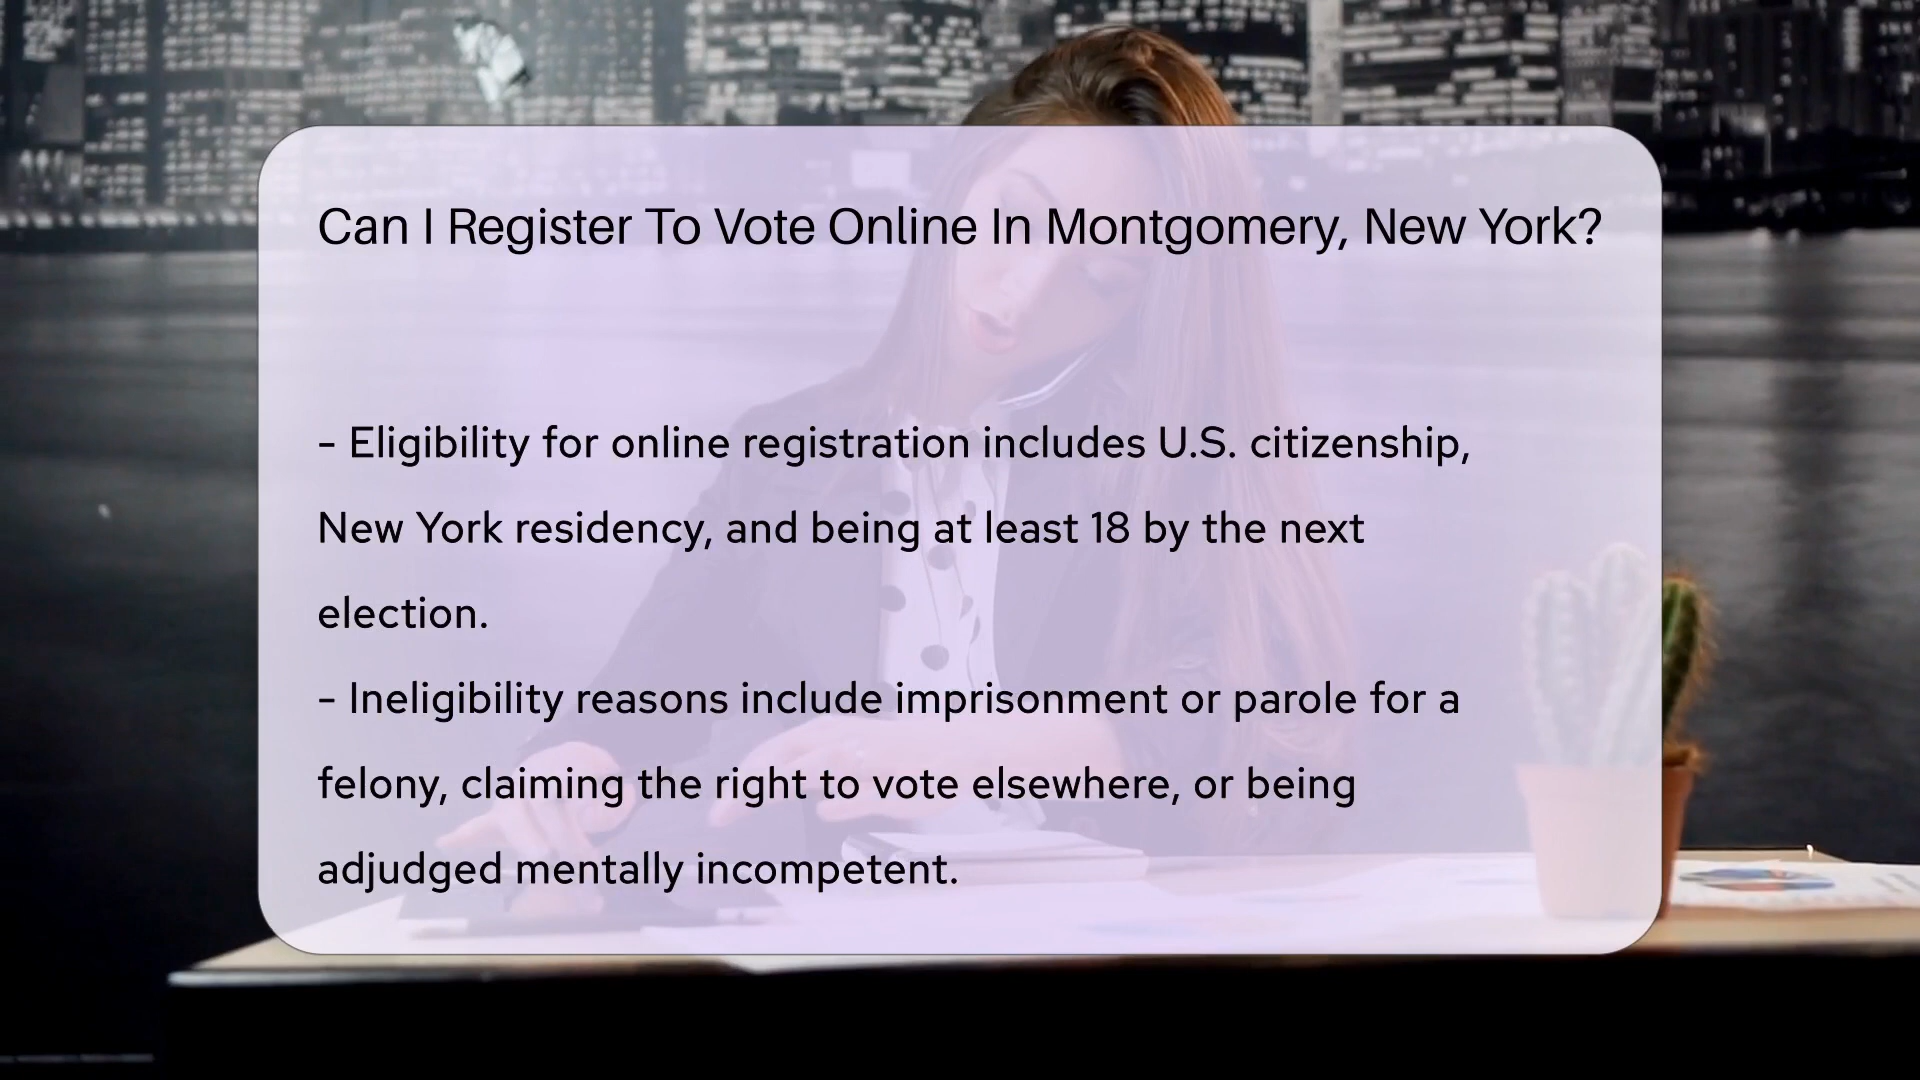 Can I Register To Vote Online In Montgomery, New York?
- Eligibility for online registration includes U.S. citizenship,
New York residency, and being at least 18 by the next
election.
- Ineligibility reasons include imprisonment or parole for a
felony, claiming the right to vote elsewhere, or being
adjudged mentally incompetent.